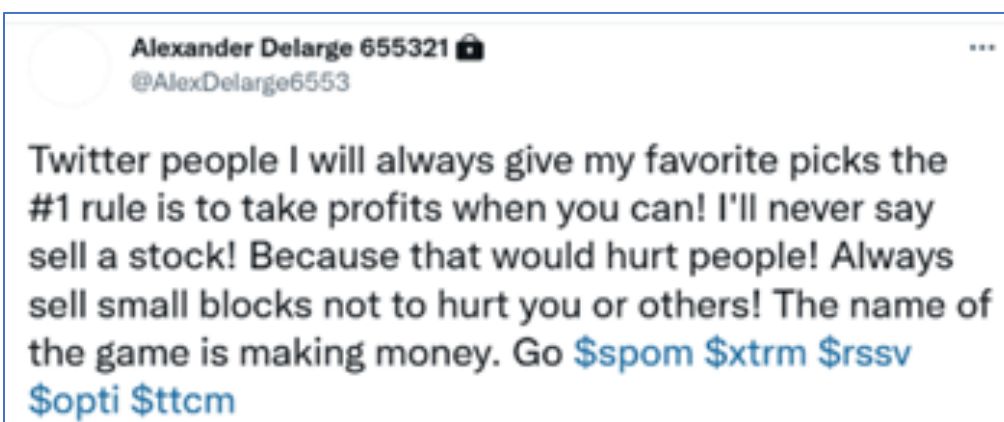 Alexander Delarge 655321
@AlexDelarge6553
Twitter people I will always give my favorite picks the
#1 rule is to take profits when you can! I'll never say
sell a stock! Because that would hurt people! Always
sell small blocks not to hurt you or others! The name of
the game is making money. Go $spom $xtrm $rssv
$opti $ttcm